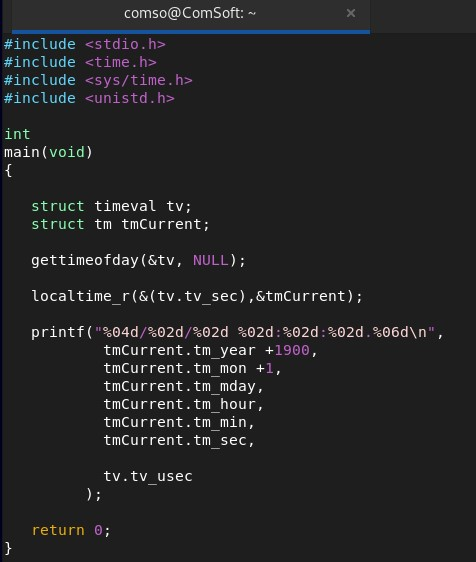 comso@ComSoft: ~ ×
#include <stdio.h>
#include <time.h>
#include <sys/time.h>
#include <unistd.h>
int
main(void)
{
struct timeval tv;
struct tm tmCurrent;
gettimeofday(&tv, NULL);
localtime_r(&(tv.tv_sec),&tmCurrent);
printf("%04d/%02d/%02d %02d:%02d:%02d.%06d\n",
tmCurrent.tm_year +1900,
tmCurrent.tm_mon +1,
tmCurrent.tm_mday,
tmCurrent.tm_hour,
tmCurrent.tm_min,
tmCurrent.tm_sec,
tv.tv_usec
);
return 0;
}